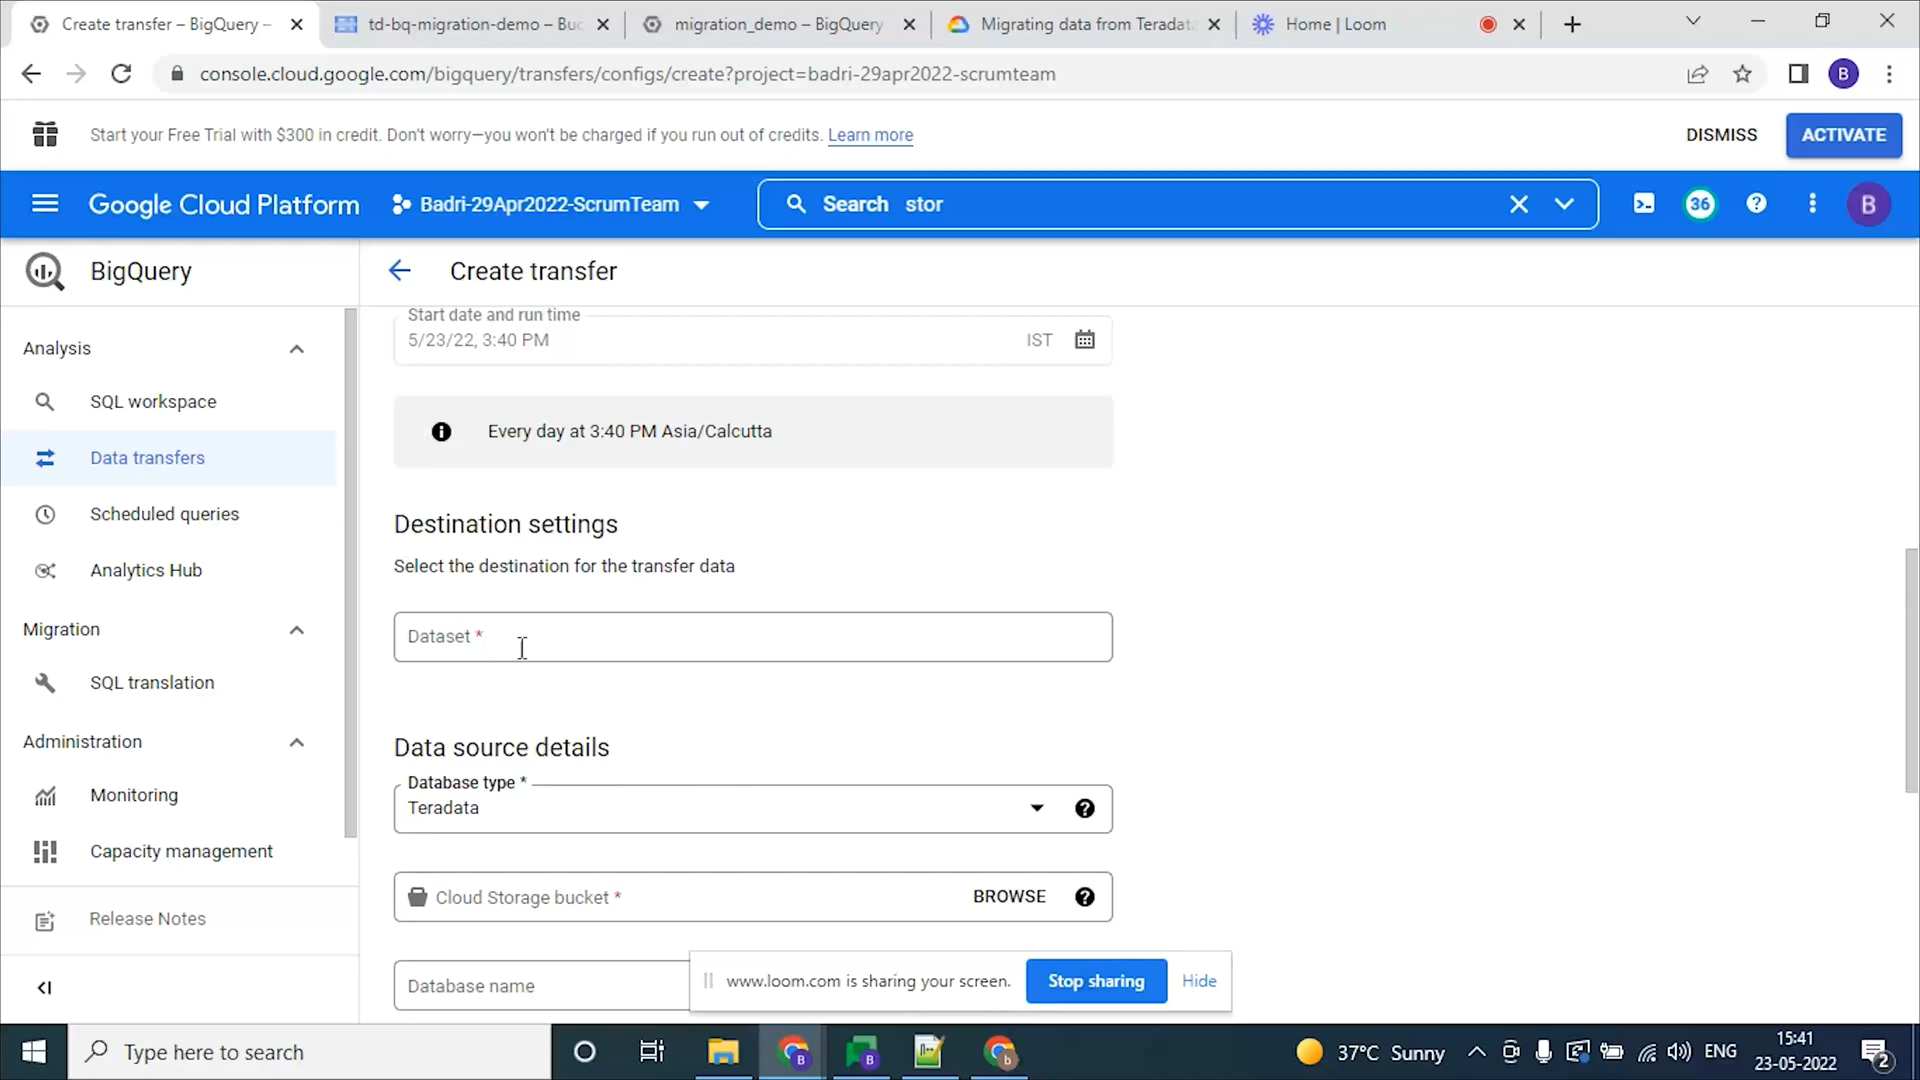 Create transfer – BigQuery –
td-bq-migration-demo – Buc
migration_demo – BigQuery
Migrating data from Teradat
Home | Loom
console.cloud.google.com/bigquery/transfers/configs/create?project=badri-29apr2022-scrumteam
B
Start your Free Trial with $300 in credit. Don't worry—you won't be charged if you run out of credits. Learn more
DISMISS
ACTIVATE
Google Cloud Platform
Badri-29Apr2022-ScrumTeam
Search stor
36
B
BigQuery
Create transfer
Analysis
SQL workspace
Data transfers
Scheduled queries
Analytics Hub
Migration
SQL translation
Administration
Monitoring
Capacity management
Release Notes
Start date and run time
5/23/22, 3:40 PM
IST
Every day at 3:40 PM Asia/Calcutta
Destination settings
Select the destination for the transfer data
Dataset *
Data source details
Database type *
Teradata
Cloud Storage bucket *
BROWSE
Database name
www.loom.com is sharing your screen.
Stop sharing
Hide
Type here to search
B
B
b
37°C Sunny
ENG
15:41
23-05-2022
2